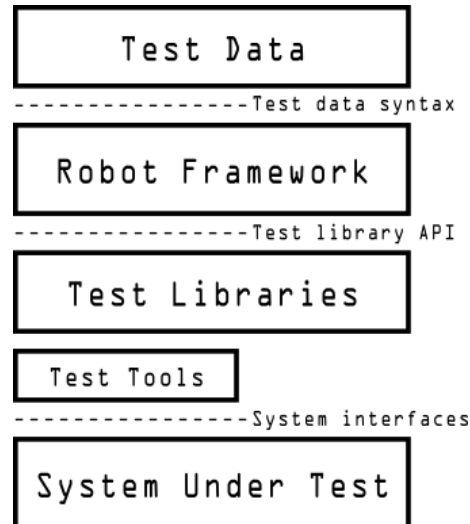 Test Data
Test data syntax
Robot Framework
Test library API
Test Libraries
Test Tools
System interfaces
System Under Test